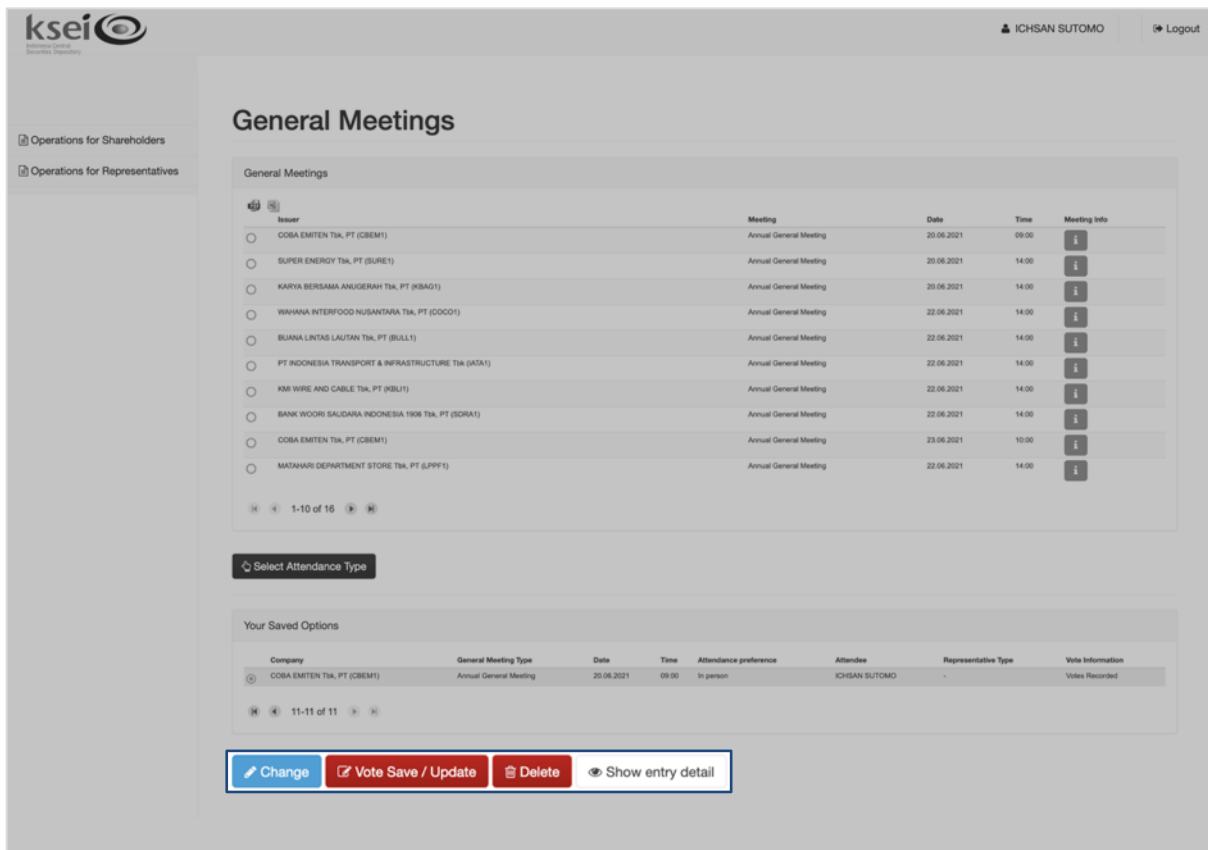 ksei
Indonesia Central
Securities Depository
ICHSAN SUTOMO Logout
Operations for Shareholders
Operations for Representatives
General Meetings
General Meetings
Issuer Meeting Date Time Meeting Info
COBA EMITEN Tbk, PT (CBEM1) Annual General Meeting 20.06.2021 09:00 i
SUPER ENERGY Tbk, PT (SURE1) Annual General Meeting 20.06.2021 14:00 i
KARYA BERSAMA ANUGERAH Tbk, PT (KBAG1) Annual General Meeting 20.06.2021 14:00 i
WAHANA INTERFOOD NUSANTARA Tbk, PT (COCO1) Annual General Meeting 22.06.2021 14:00 i
BUANA LINTAS LAUTAN Tbk, PT (BULL1) Annual General Meeting 22.06.2021 14:00 i
PT INDONESIA TRANSPORT & INFRASTRUCTURE Tbk (IATA1) Annual General Meeting 22.06.2021 14:00 i
KMI WIRE AND CABLE Tbk, PT (KBLI1) Annual General Meeting 22.06.2021 14:00 i
BANK WOORI SAUDARA INDONESIA 1906 Tbk, PT (SDRA1) Annual General Meeting 22.06.2021 14:00 i
COBA EMITEN Tbk, PT (CBEM1) Annual General Meeting 23.06.2021 10:00 i
MATAHARI DEPARTMENT STORE Tbk, PT (LPPF1) Annual General Meeting 22.06.2021 14:00 i
1-10 of 16
Select Attendance Type
Your Saved Options
Company General Meeting Type Date Time Attendance preference Attendee Representative Type Vote Information
COBA EMITEN Tbk, PT (CBEM1) Annual General Meeting 20.06.2021 09:00 In person ICHSAN SUTOMO - Votes Recorded
11-11 of 11
Change Vote Save / Update Delete Show entry detail